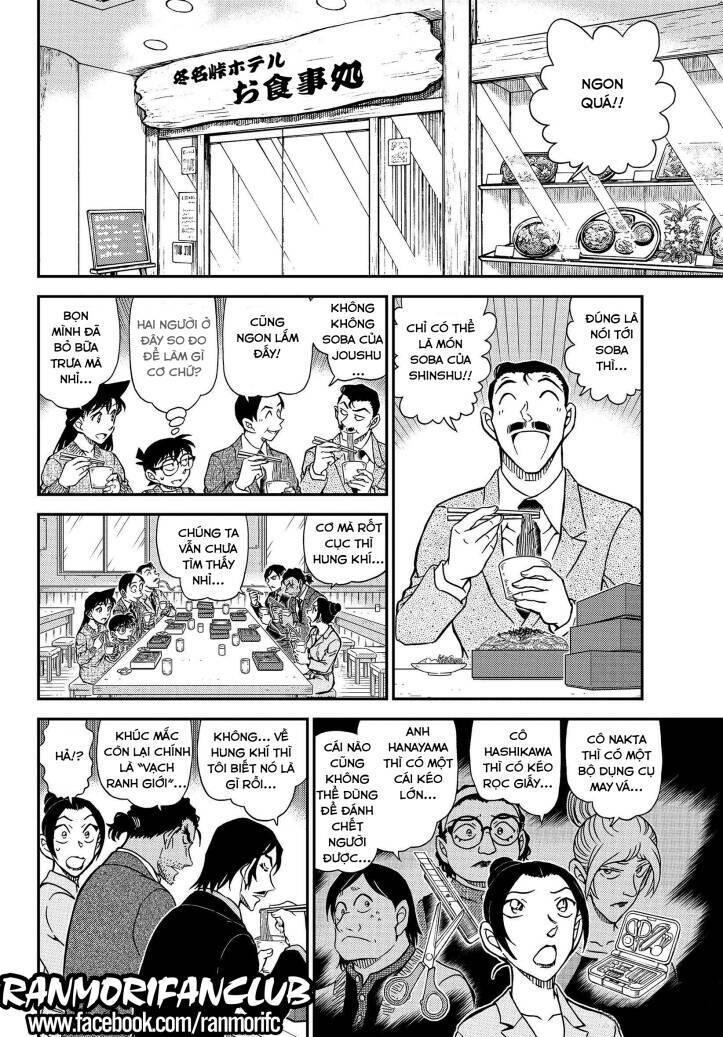 冬名峠ホテル
お食事処
NGON
QUÁ!!
ĐÚNG LÀ
NÓI TỚI
SOBA
THÌ...
CHỈ CÓ THỂ
LÀ MÓN
SOBA CỦA
SHINSHU!!
KHÔNG
KHÔNG
SOBA CỦA
JOUSHU
...
CŨNG
NGON LẮM
ĐẤY!
HAI NGƯỜI Ở
ĐÂY SO ĐO
ĐỂ LÀM GÌ
CƠ CHỨ?
BỌN
MÌNH ĐÃ
BỎ BỮA
TRƯA MÀ
NHỈ...
CƠ MÀ RỐT
CỤC THÌ
HUNG KHÍ...
CHÚNG TA
VẪN CHƯA
TÌM THẤY
NHỈ...
CÔ NAKTA
THÌ CÓ MỘT
BỘ DỤNG CỤ
MAY VÁ...
CÔ
HASHIKAWA
THÌ CÓ KÉO
RỌC GIẤY...
ANH
HANAYAMA
THÌ CÓ MỘT
CÁI KÉO
LỚN...
CÁI NÀO
CŨNG
KHÔNG
THỂ DÙNG
ĐỂ ĐÁNH
CHẾT
NGƯỜI
ĐƯỢC...
KHÔNG... VỀ
HUNG KHÍ THÌ
TÔI BIẾT NÓ LÀ
GÌ RỒI...
KHÚC MẮC
CÒN LẠI CHÍNH
LÀ "VẠCH
RANH GIỚI"...
HẢ!?
RANMORIFANCLUB
www.facebook.com/ranmorifc